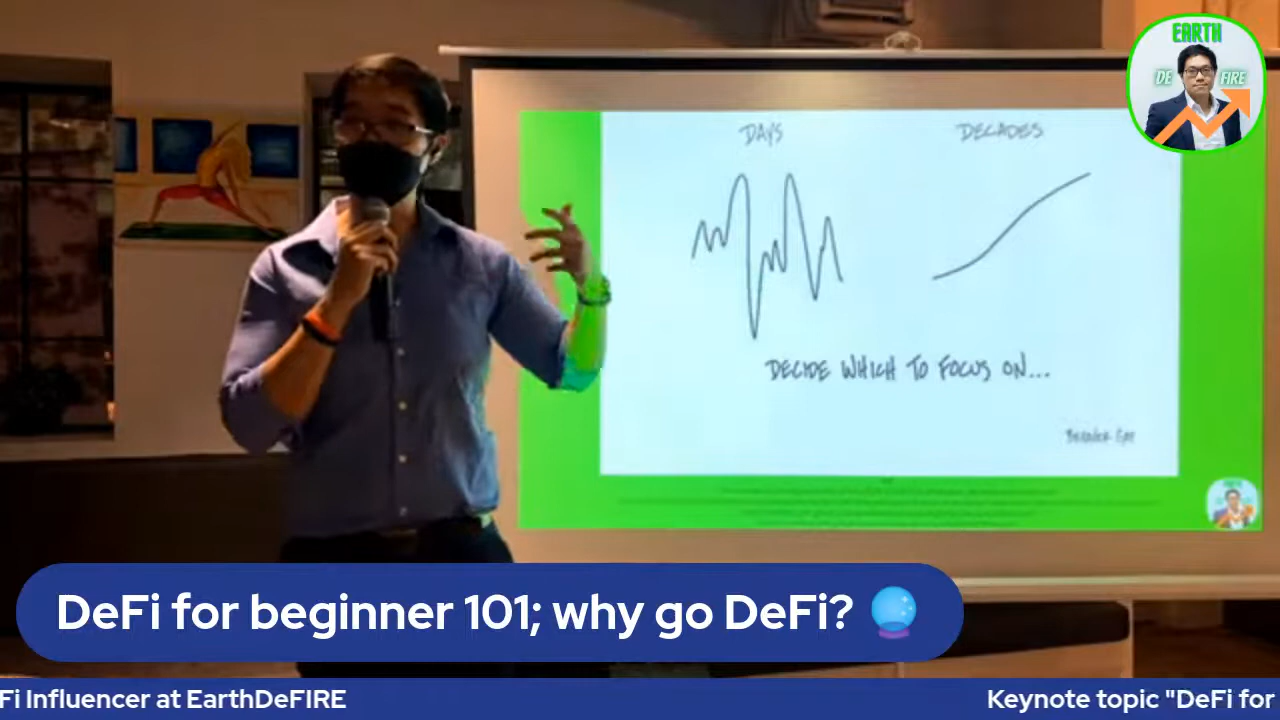 EARTH
DE FIRE
DAYS DECADES
DECIDE WHICH TO FOCUS ON...
DeFi for beginner 101; why go DeFi? 🔮
Fi Influencer at EarthDeFIRE Keynote topic "DeFi for